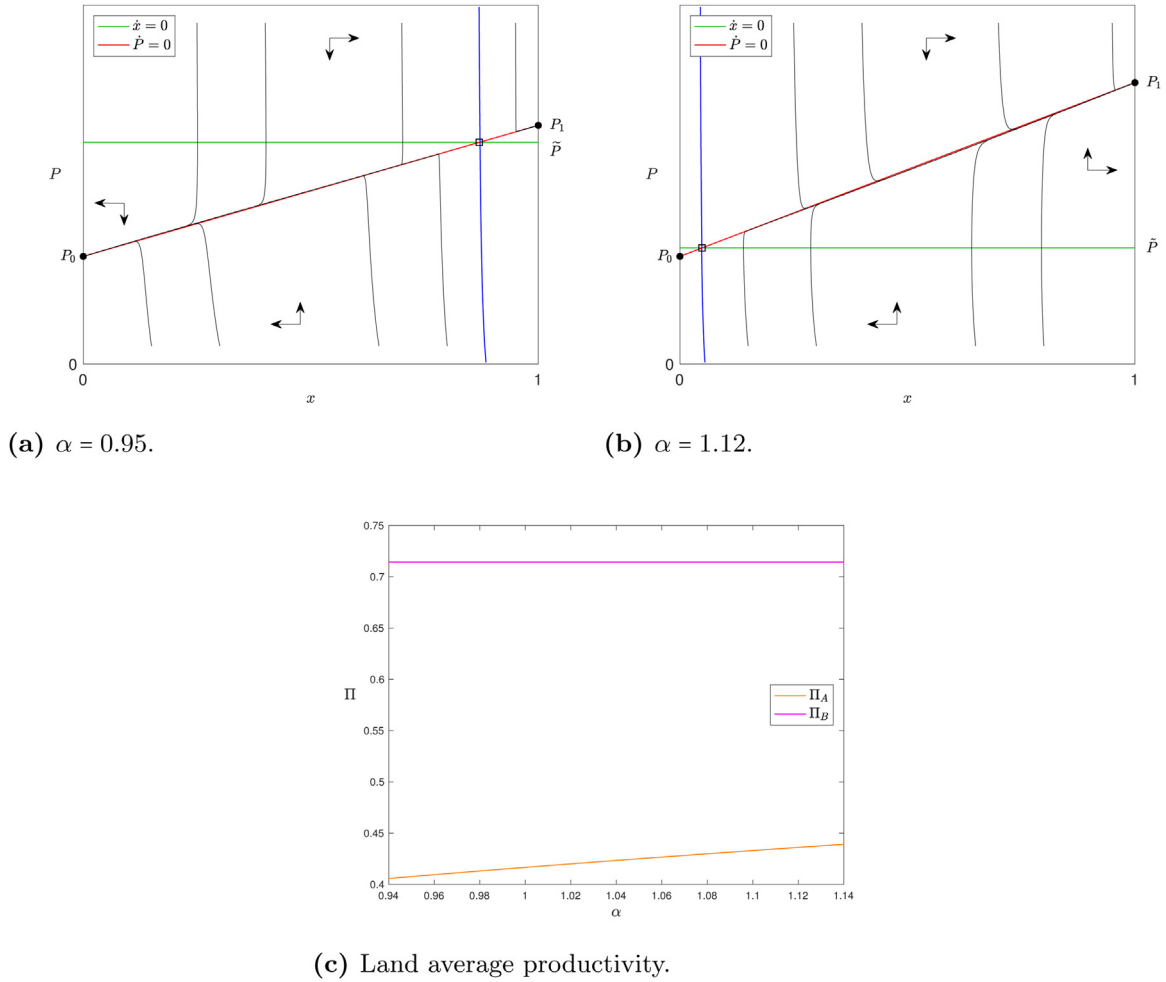 ẋ = 0
Ṗ = 0
P₁
P̃
P
P₀
0
0
1
x
(a) α = 0.95.
ẋ = 0
Ṗ = 0
P₁
P
P₀
P̃
0
0
1
x
(b) α = 1.12.
0.75
0.7
0.65
0.6
Π
Π_A
Π_B
0.55
0.5
0.45
0.4
0.94 0.96 0.98 1 1.02 1.04 1.06 1.08 1.1 1.12 1.14
α
(c) Land average productivity.